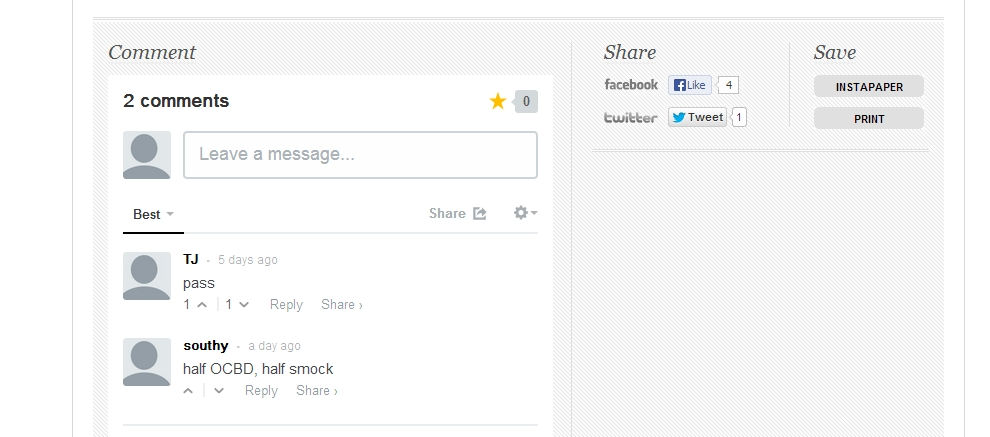 Comment
2 comments
0
Leave a message...
Best
Share
TJ • 5 days ago
pass
1 1 Reply Share ›
southy • a day ago
half OCBD, half smock
Reply Share ›
Share
facebook Like 4
twitter Tweet 1
Save
INSTAPAPER
PRINT